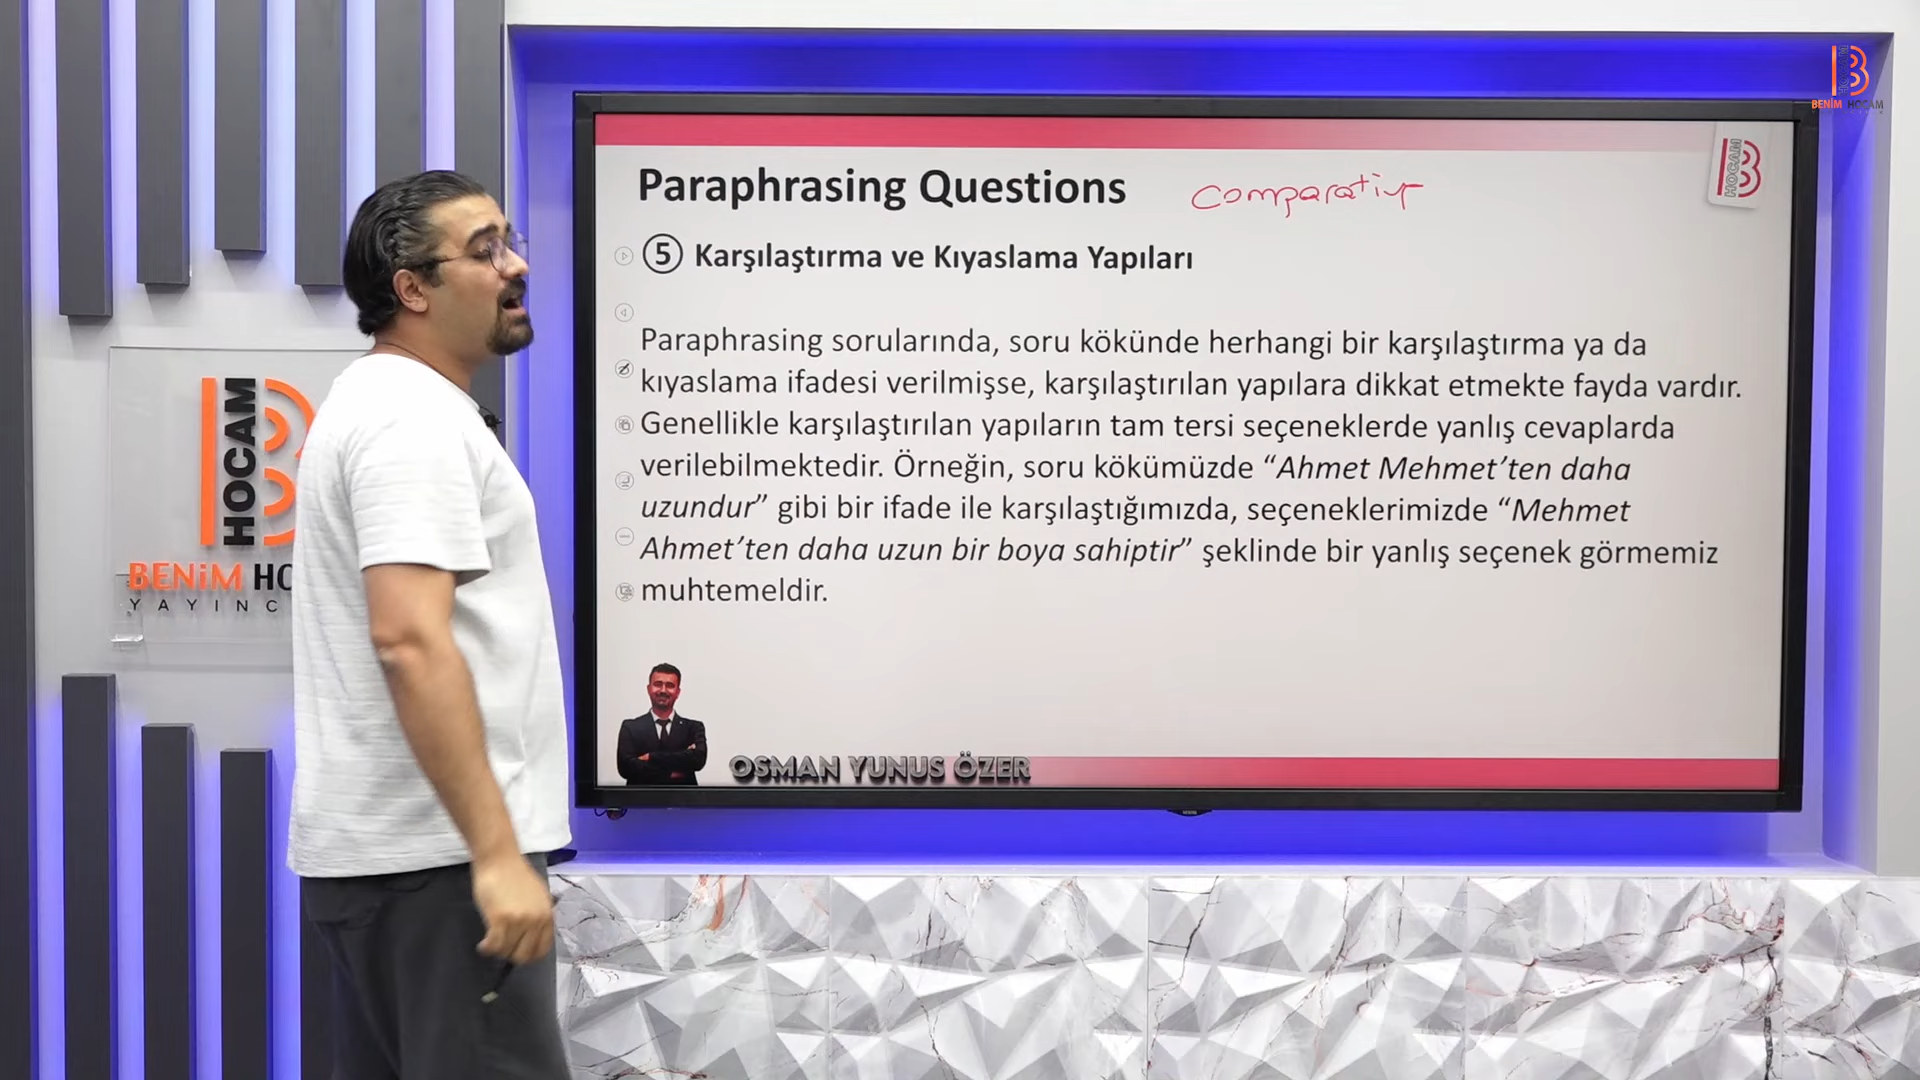 BENİM HOCAM
HOCAM
Paraphrasing Questions
comparative
5 Karşılaştırma ve Kıyaslama Yapıları
Paraphrasing sorularında, soru kökünde herhangi bir karşılaştırma ya da
kıyaslama ifadesi verilmişse, karşılaştırılan yapılara dikkat etmekte fayda vardır.
Genellikle karşılaştırılan yapıların tam tersi seçeneklerde yanlış cevaplarda
verilebilmektedir. Örneğin, soru kökümüzde “Ahmet Mehmet’ten daha
uzundur” gibi bir ifade ile karşılaştığımızda, seçeneklerimizde “Mehmet
Ahmet’ten daha uzun bir boya sahiptir” şeklinde bir yanlış seçenek görmemiz
muhtemeldir.
OSMAN YUNUS ÖZER
HOCAM
BENiM HO
YAYINC